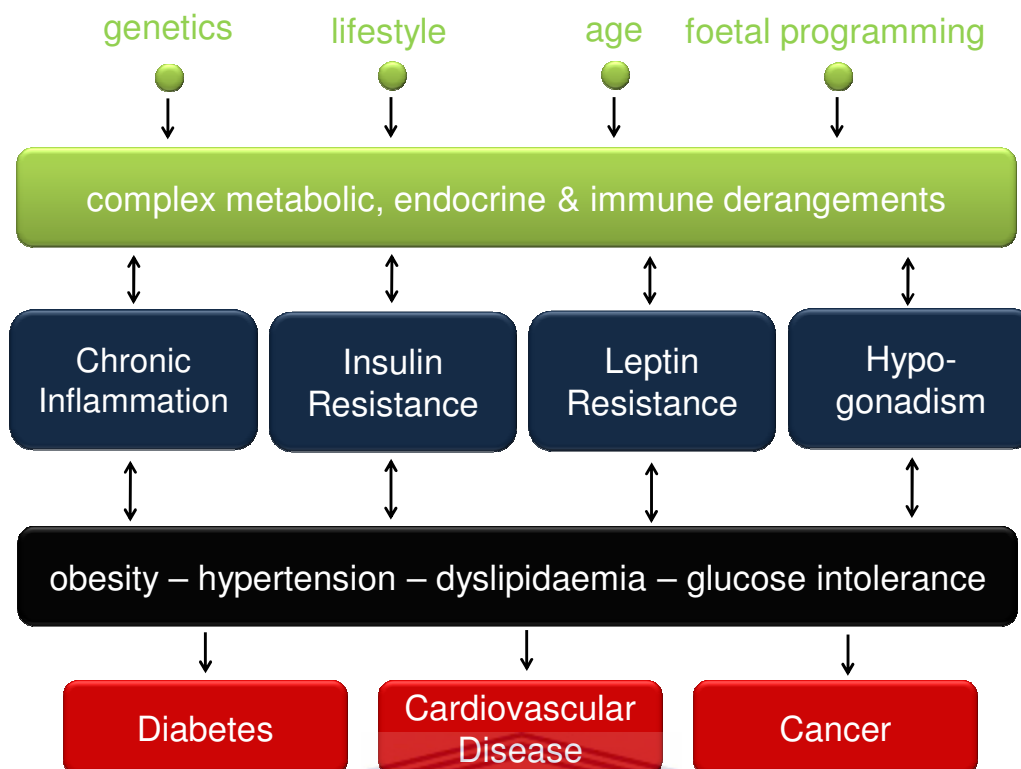 genetics lifestyle age foetal programming
complex metabolic, endocrine & immune derangements
Chronic
Inflammation
Insulin
Resistance
Leptin
Resistance
Hypo-
gonadism
obesity – hypertension – dyslipidaemia – glucose intolerance
Diabetes
Cardiovascular
Disease
Cancer